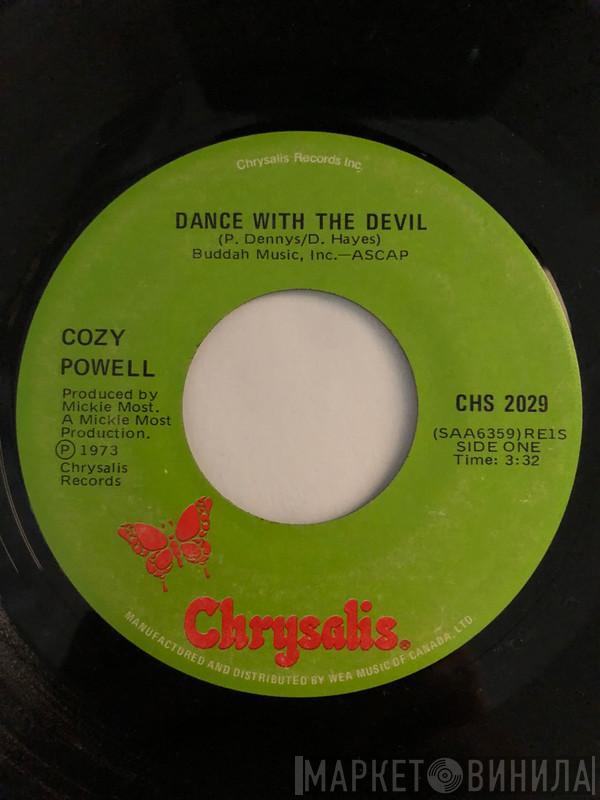 Chrysalis Records Inc.
DANCE WITH THE DEVIL
(P. Dennys/D. Hayes)
Buddah Music, Inc.—ASCAP
COZY
POWELL
Produced by
Mickie Most.
A Mickie Most
Production.
Ⓟ 1973
Chrysalis
Records
CHS 2029
(SAA6359)RE1S
SIDE ONE
Time: 3:32
Chrysalis®
MANUFACTURED AND DISTRIBUTED BY WEA MUSIC OF CANADA, LTD
МАРКЕТ ВИНИЛА